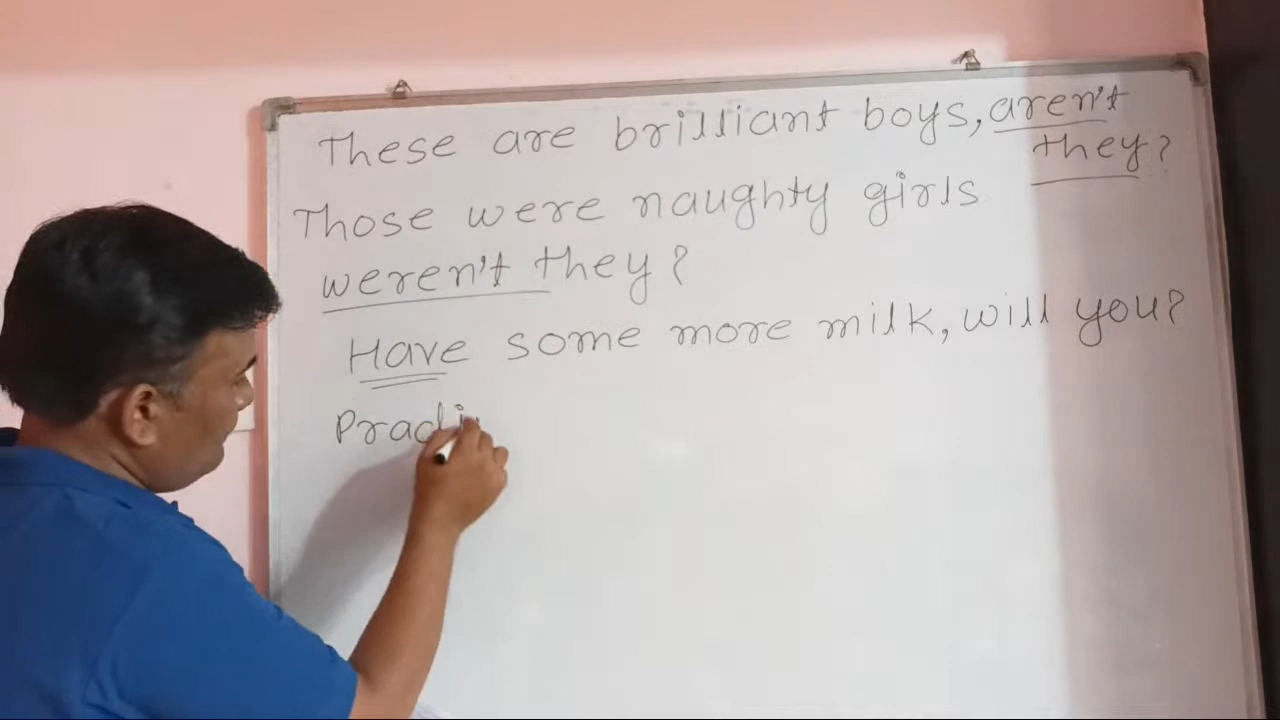 These are brilliant boys, aren't
they?
Those were naughty girls
weren't they?
Have some more milk, will you?